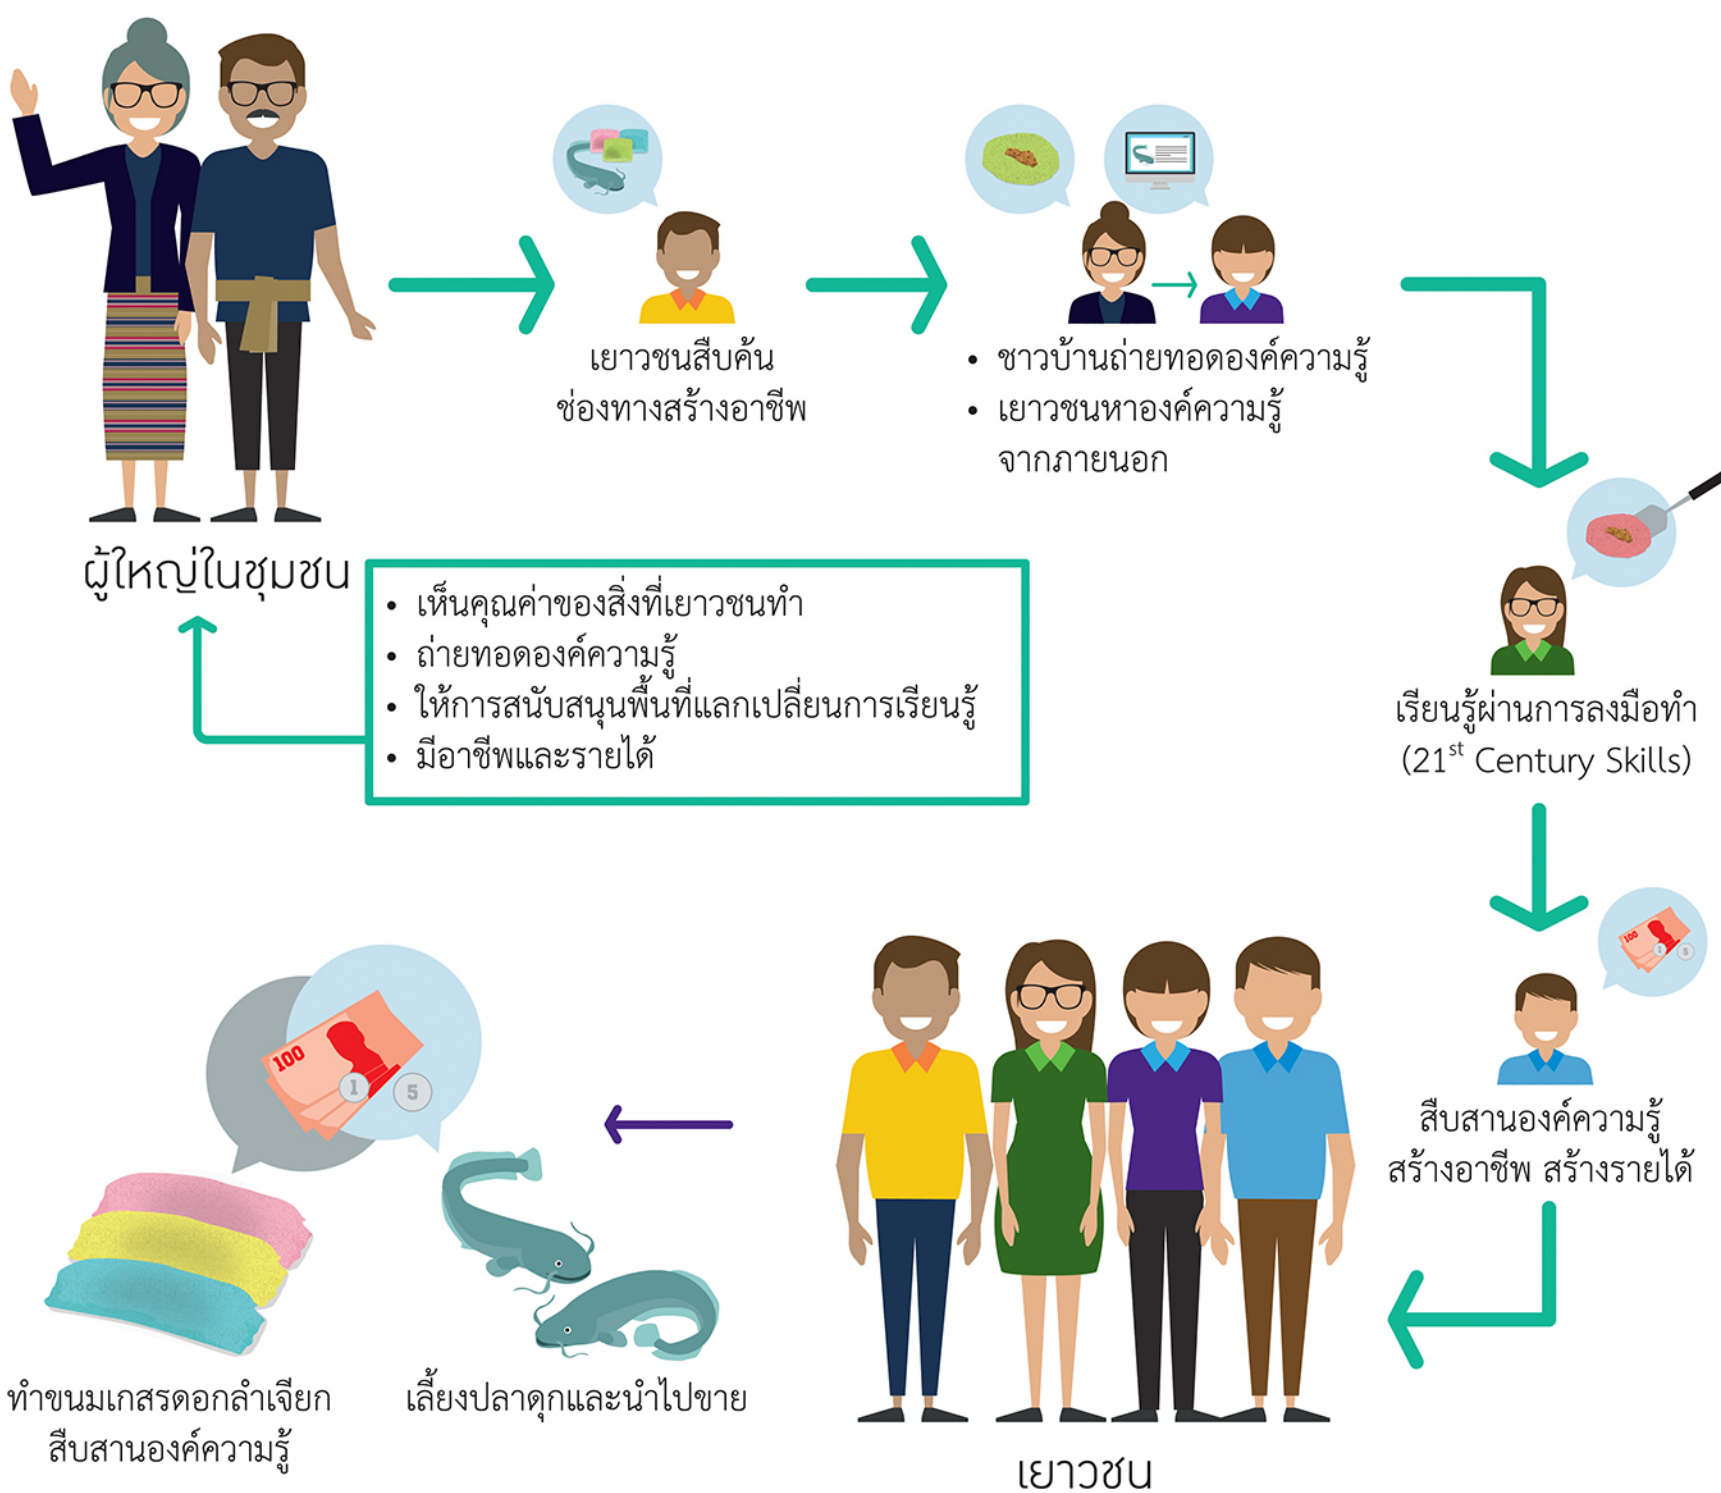 ผู้ใหญ่ในชุมชน
เยาวชนสืบค้น
ช่องทางสร้างอาชีพ
• ชาวบ้านถ่ายทอดองค์ความรู้
• เยาวชนหาองค์ความรู้
จากภายนอก
เรียนรู้ผ่านการลงมือทำ
(21st Century Skills)
100
1
5
สืบสานองค์ความรู้
สร้างอาชีพ สร้างรายได้
• เห็นคุณค่าของสิ่งที่เยาวชนทำ
• ถ่ายทอดองค์ความรู้
• ให้การสนับสนุนพื้นที่แลกเปลี่ยนการเรียนรู้
• มีอาชีพและรายได้
เยาวชน
100
1
5
ทำขนมเกสรดอกลำเจียก
สืบสานองค์ความรู้
เลี้ยงปลาดุกและนำไปขาย